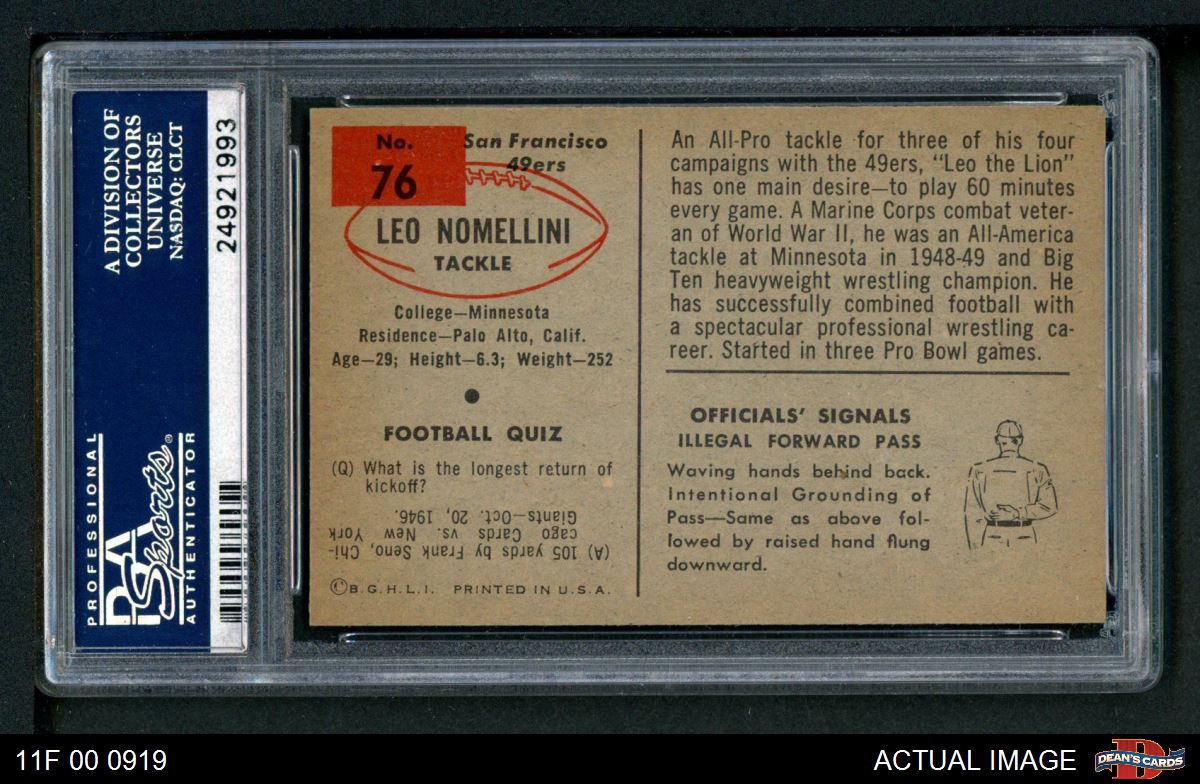 A DIVISION OF
COLLECTORS
UNIVERSE
NASDAQ: CLCT
24921993
PROFESSIONAL
PSA
Sports®
AUTHENTICATOR
No.
76
San Francisco
49ers
LEO NOMELLINI
TACKLE
College—Minnesota
Residence—Palo Alto, Calif.
Age—29; Height—6.3; Weight—252
FOOTBALL QUIZ
(Q) What is the longest return of
kickoff?
(A) 105 yards by Frank Seno, Chi-
cago Cards vs. New York
Giants—Oct. 20, 1946.
©B.G.H.L.I. PRINTED IN U.S.A.
An All-Pro tackle for three of his four
campaigns with the 49ers, "Leo the Lion"
has one main desire—to play 60 minutes
every game. A Marine Corps combat veter-
an of World War II, he was an All-America
tackle at Minnesota in 1948-49 and Big
Ten heavyweight wrestling champion. He
has successfully combined football with
a spectacular professional wrestling ca-
reer. Started in three Pro Bowl games.
OFFICIALS' SIGNALS
ILLEGAL FORWARD PASS
Waving hands behind back.
Intentional Grounding of
Pass—Same as above fol-
lowed by raised hand flung
downward.
11F 00 0919
ACTUAL IMAGE
D
DEAN'S CARDS